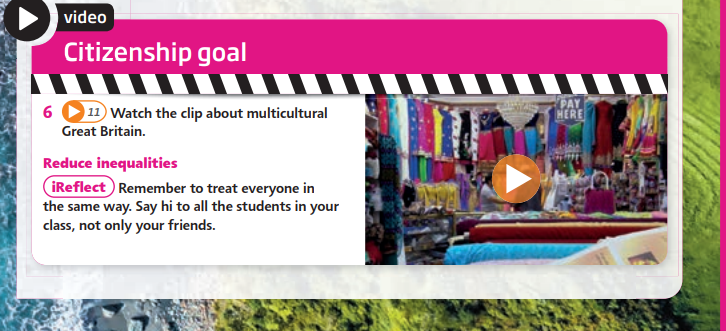 video
Citizenship goal
6 11 Watch the clip about multicultural
Great Britain.
PAY
HERE
Reduce inequalities
iReflect Remember to treat everyone in
the same way. Say hi to all the students in your
class, not only your friends.